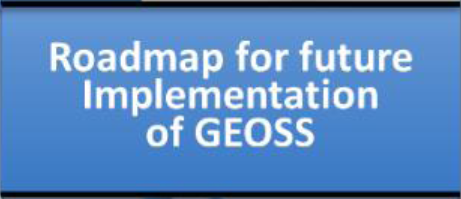 Roadmap for future
Implementation
of GEOSS